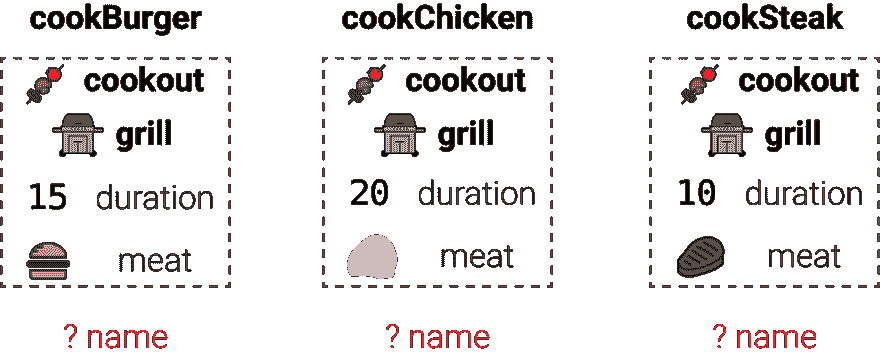 cookBurger
cookout
grill
15 duration
meat
? name
cookChicken
cookout
grill
20 duration
meat
? name
cookSteak
cookout
grill
10 duration
meat
? name